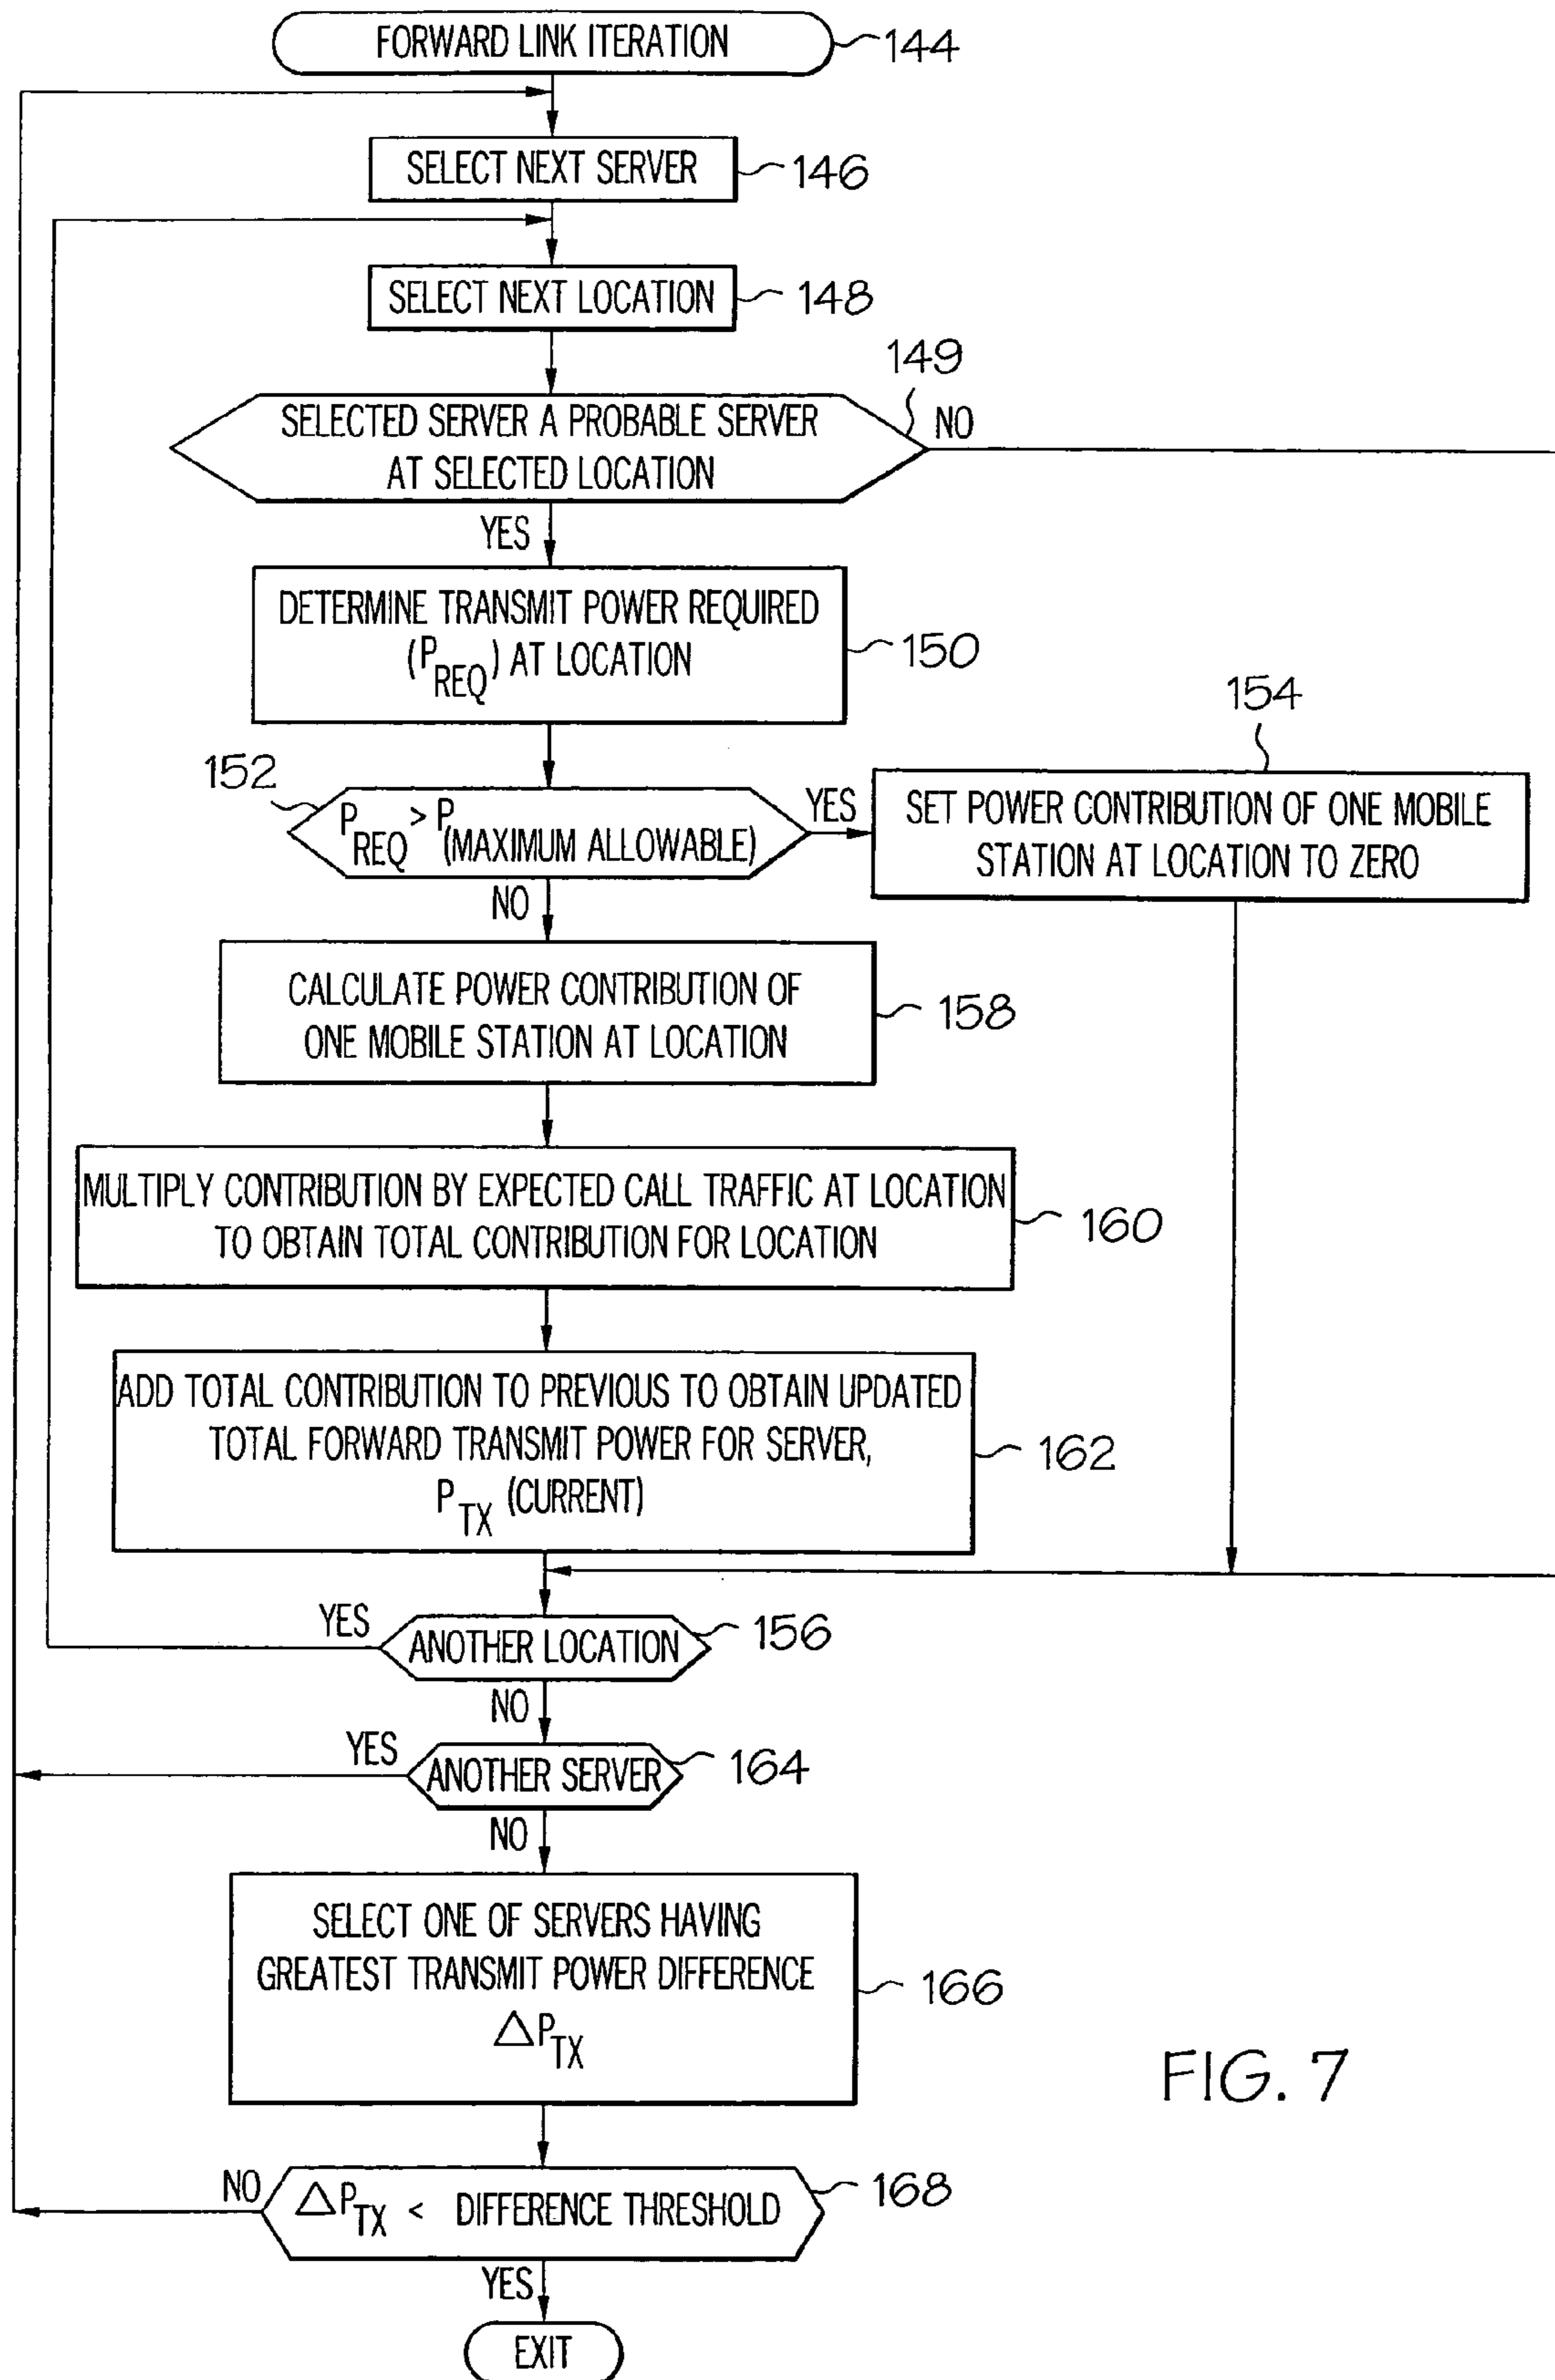 FORWARD LINK ITERATION
144
SELECT NEXT SERVER
146
SELECT NEXT LOCATION
148
149
SELECTED SERVER A PROBABLE SERVER
AT SELECTED LOCATION
NO
YES
DETERMINE TRANSMIT POWER REQUIRED
(PREQ) AT LOCATION
150
152
PREQ > P(MAXIMUM ALLOWABLE)
YES
154
SET POWER CONTRIBUTION OF ONE MOBILE
STATION AT LOCATION TO ZERO
NO
CALCULATE POWER CONTRIBUTION OF
ONE MOBILE STATION AT LOCATION
158
MULTIPLY CONTRIBUTION BY EXPECTED CALL TRAFFIC AT LOCATION
TO OBTAIN TOTAL CONTRIBUTION FOR LOCATION
160
ADD TOTAL CONTRIBUTION TO PREVIOUS TO OBTAIN UPDATED
TOTAL FORWARD TRANSMIT POWER FOR SERVER,
PTX (CURRENT)
162
YES
ANOTHER LOCATION
156
NO
YES
ANOTHER SERVER
164
NO
SELECT ONE OF SERVERS HAVING
GREATEST TRANSMIT POWER DIFFERENCE
△PTX
166
NO
△PTX < DIFFERENCE THRESHOLD
168
YES
EXIT
FIG. 7